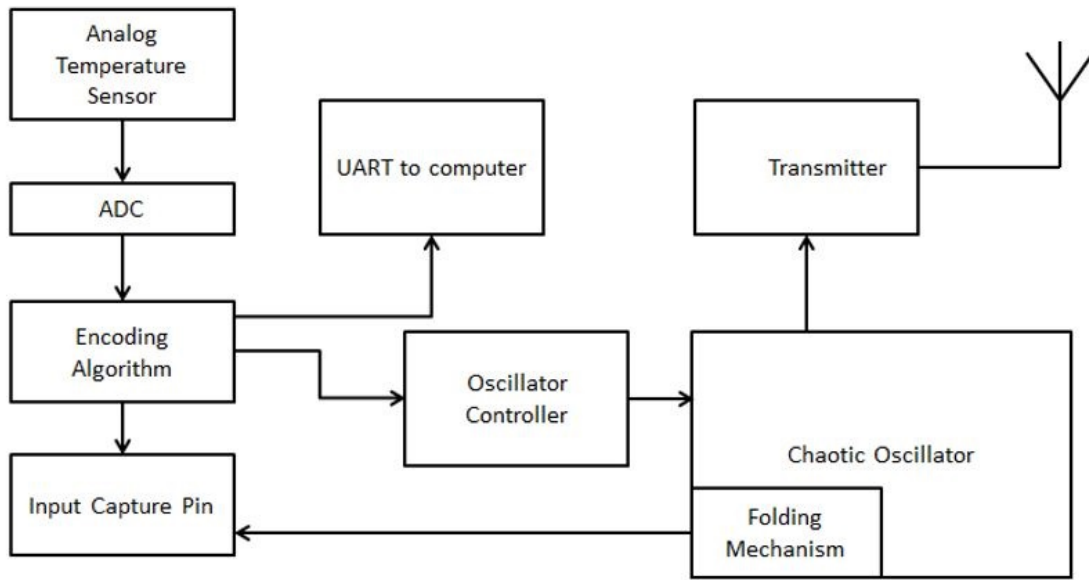 Analog
Temperature
Sensor
UART to computer
Transmitter
ADC
Encoding
Algorithm
Oscillator
Controller
Chaotic Oscillator
Input Capture Pin
Folding
Mechanism